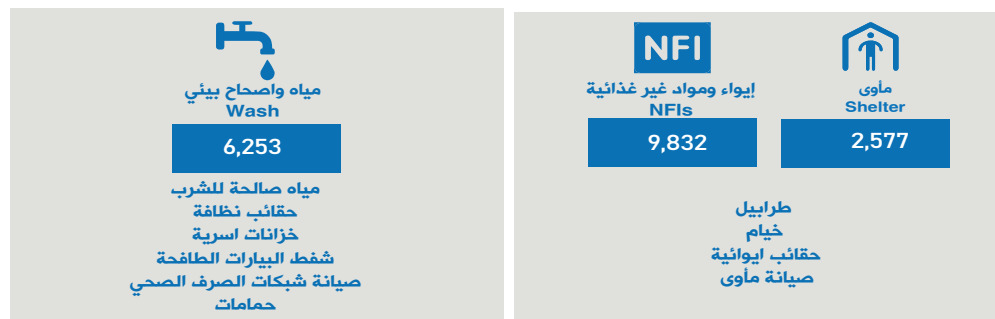 مياه واصحاح بيئي
Wash
6,253
مياه صالحة للشرب
حقائب نظافة
خزانات اسرية
شفط البيارات الطافحة
صيانة شبكات الصرف الصحي
حمامات
NFI
إيواء ومواد غير غذائية
NFIs
9,832
مأوى
Shelter
2,577
طرابيل
خيام
حقائب ايوائية
صيانة مأوى